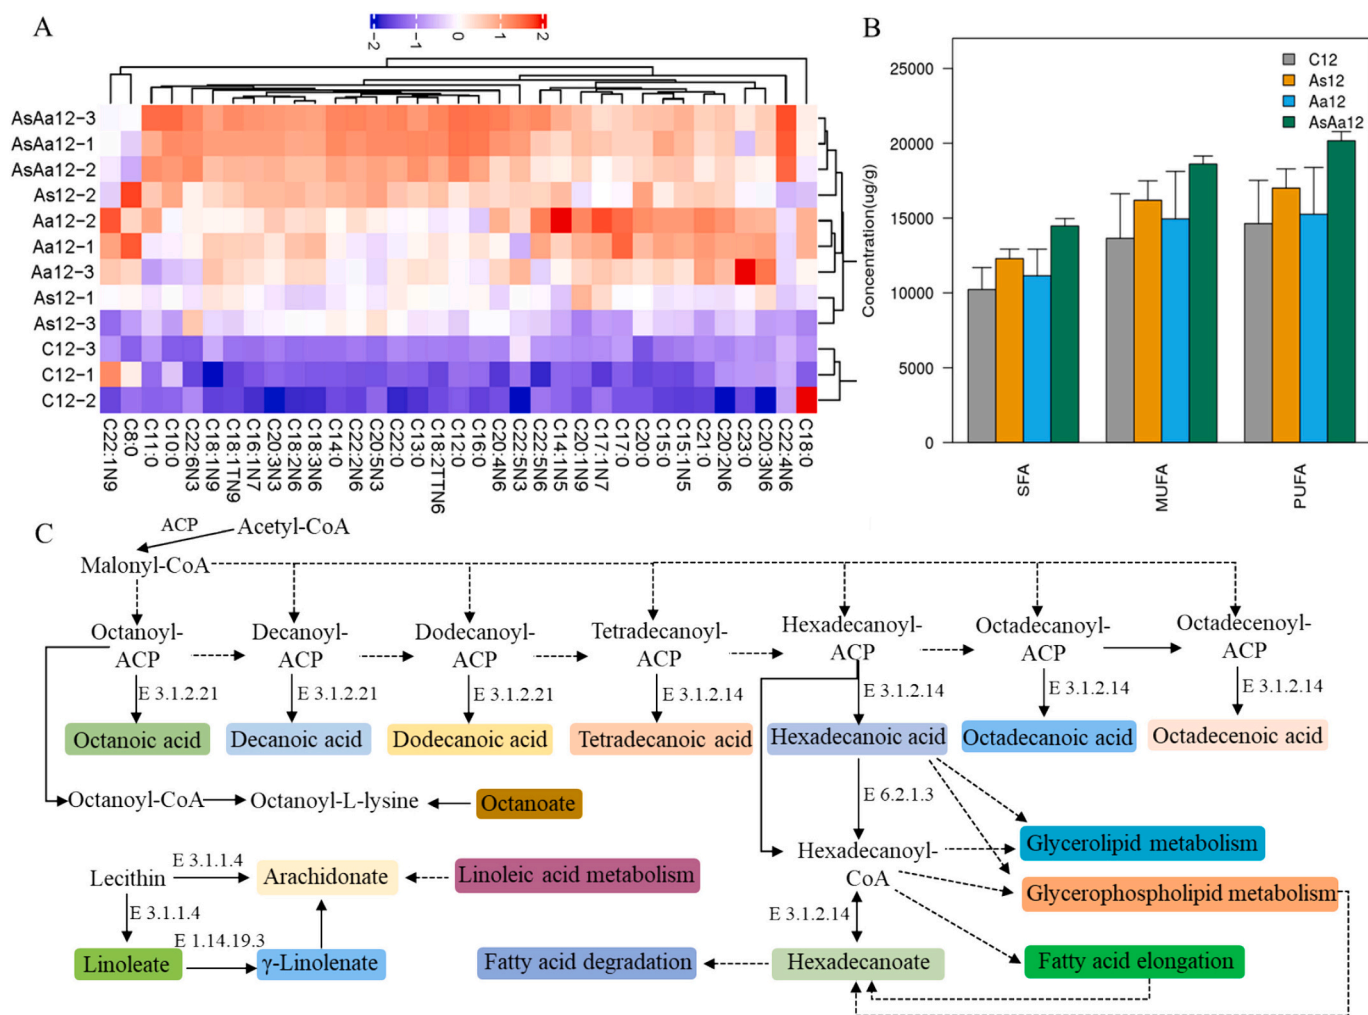 A
-2
-1
0
1
2
AsAa12-3
AsAa12-1
AsAa12-2
As12-2
Aa12-2
Aa12-1
Aa12-3
As12-1
As12-3
C12-3
C12-1
C12-2
C22:1N9
C8:0
C11:0
C10:0
C22:6N3
C18:1N9
C18:1TN9
C16:1N7
C20:3N3
C18:2N6
C18:3N6
C14:0
C22:2N6
C20:5N3
C22:0
C13:0
C18:2TTN6
C12:0
C16:0
C20:4N6
C22:5N3
C22:5N6
C14:1N5
C20:1N9
C17:1N7
C17:0
C20:0
C15:0
C15:1N5
C21:0
C20:2N6
C23:0
C20:3N6
C22:4N6
C18:0
B
Concentration(ug/g)
25000
20000
15000
10000
5000
0
C12
As12
Aa12
AsAa12
SFA
MUFA
PUFA
C
ACP
Acetyl-CoA
Malonyl-CoA
Octanoyl-
ACP
Decanoyl-
ACP
Dodecanoyl-
ACP
Tetradecanoyl-
ACP
Hexadecanoyl-
ACP
Octadecanoyl-
ACP
Octadecenoyl-
ACP
E 3.1.2.21
E 3.1.2.21
E 3.1.2.21
E 3.1.2.14
E 3.1.2.14
E 3.1.2.14
E 3.1.2.14
Octanoic acid
Decanoic acid
Dodecanoic acid
Tetradecanoic acid
Hexadecanoic acid
Octadecanoic acid
Octadecenoic acid
Octanoyl-CoA
Octanoyl-L-lysine
Octanoate
E 6.2.1.3
Hexadecanoyl-
CoA
Glycerolipid metabolism
Glycerophospholipid metabolism
Lecithin
E 3.1.1.4
Arachidonate
Linoleic acid metabolism
E 3.1.1.4
E 1.14.19.3
E 3.1.2.14
Linoleate
γ-Linolenate
Fatty acid degradation
Hexadecanoate
Fatty acid elongation